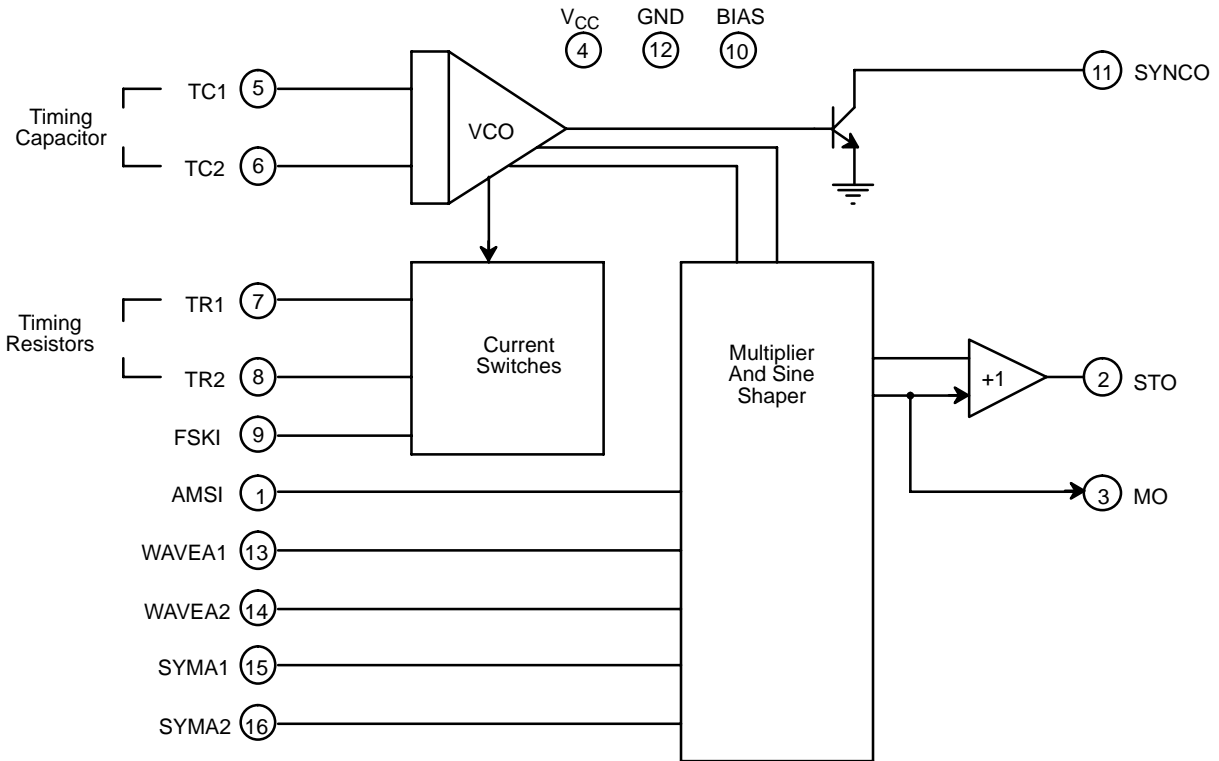 VCC GND BIAS
4 12 10
11 SYNCO
Timing
Capacitor
TC1 5
TC2 6
VCO
Timing
Resistors
TR1 7
TR2 8
FSKI 9
Current
Switches
Multiplier
And Sine
Shaper
+1
2 STO
3 MO
AMSI 1
WAVEA1 13
WAVEA2 14
SYMA1 15
SYMA2 16